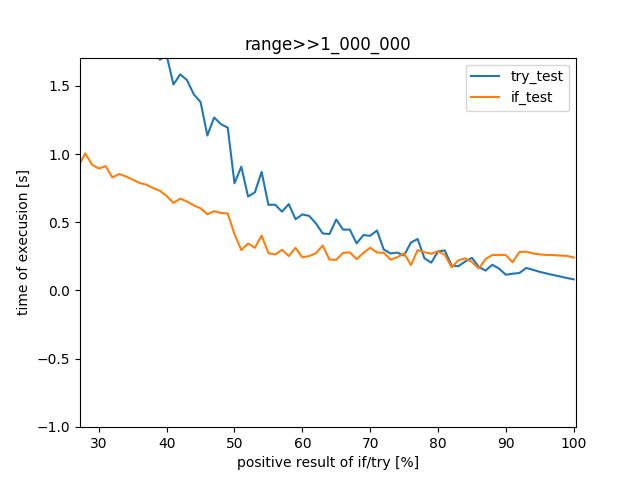 range>>1_000_000
try_test
if_test
time of execusion [s]
1.5
1.0
0.5
0.0
−0.5
−1.0
30 40 50 60 70 80 90 100
positive result of if/try [%]